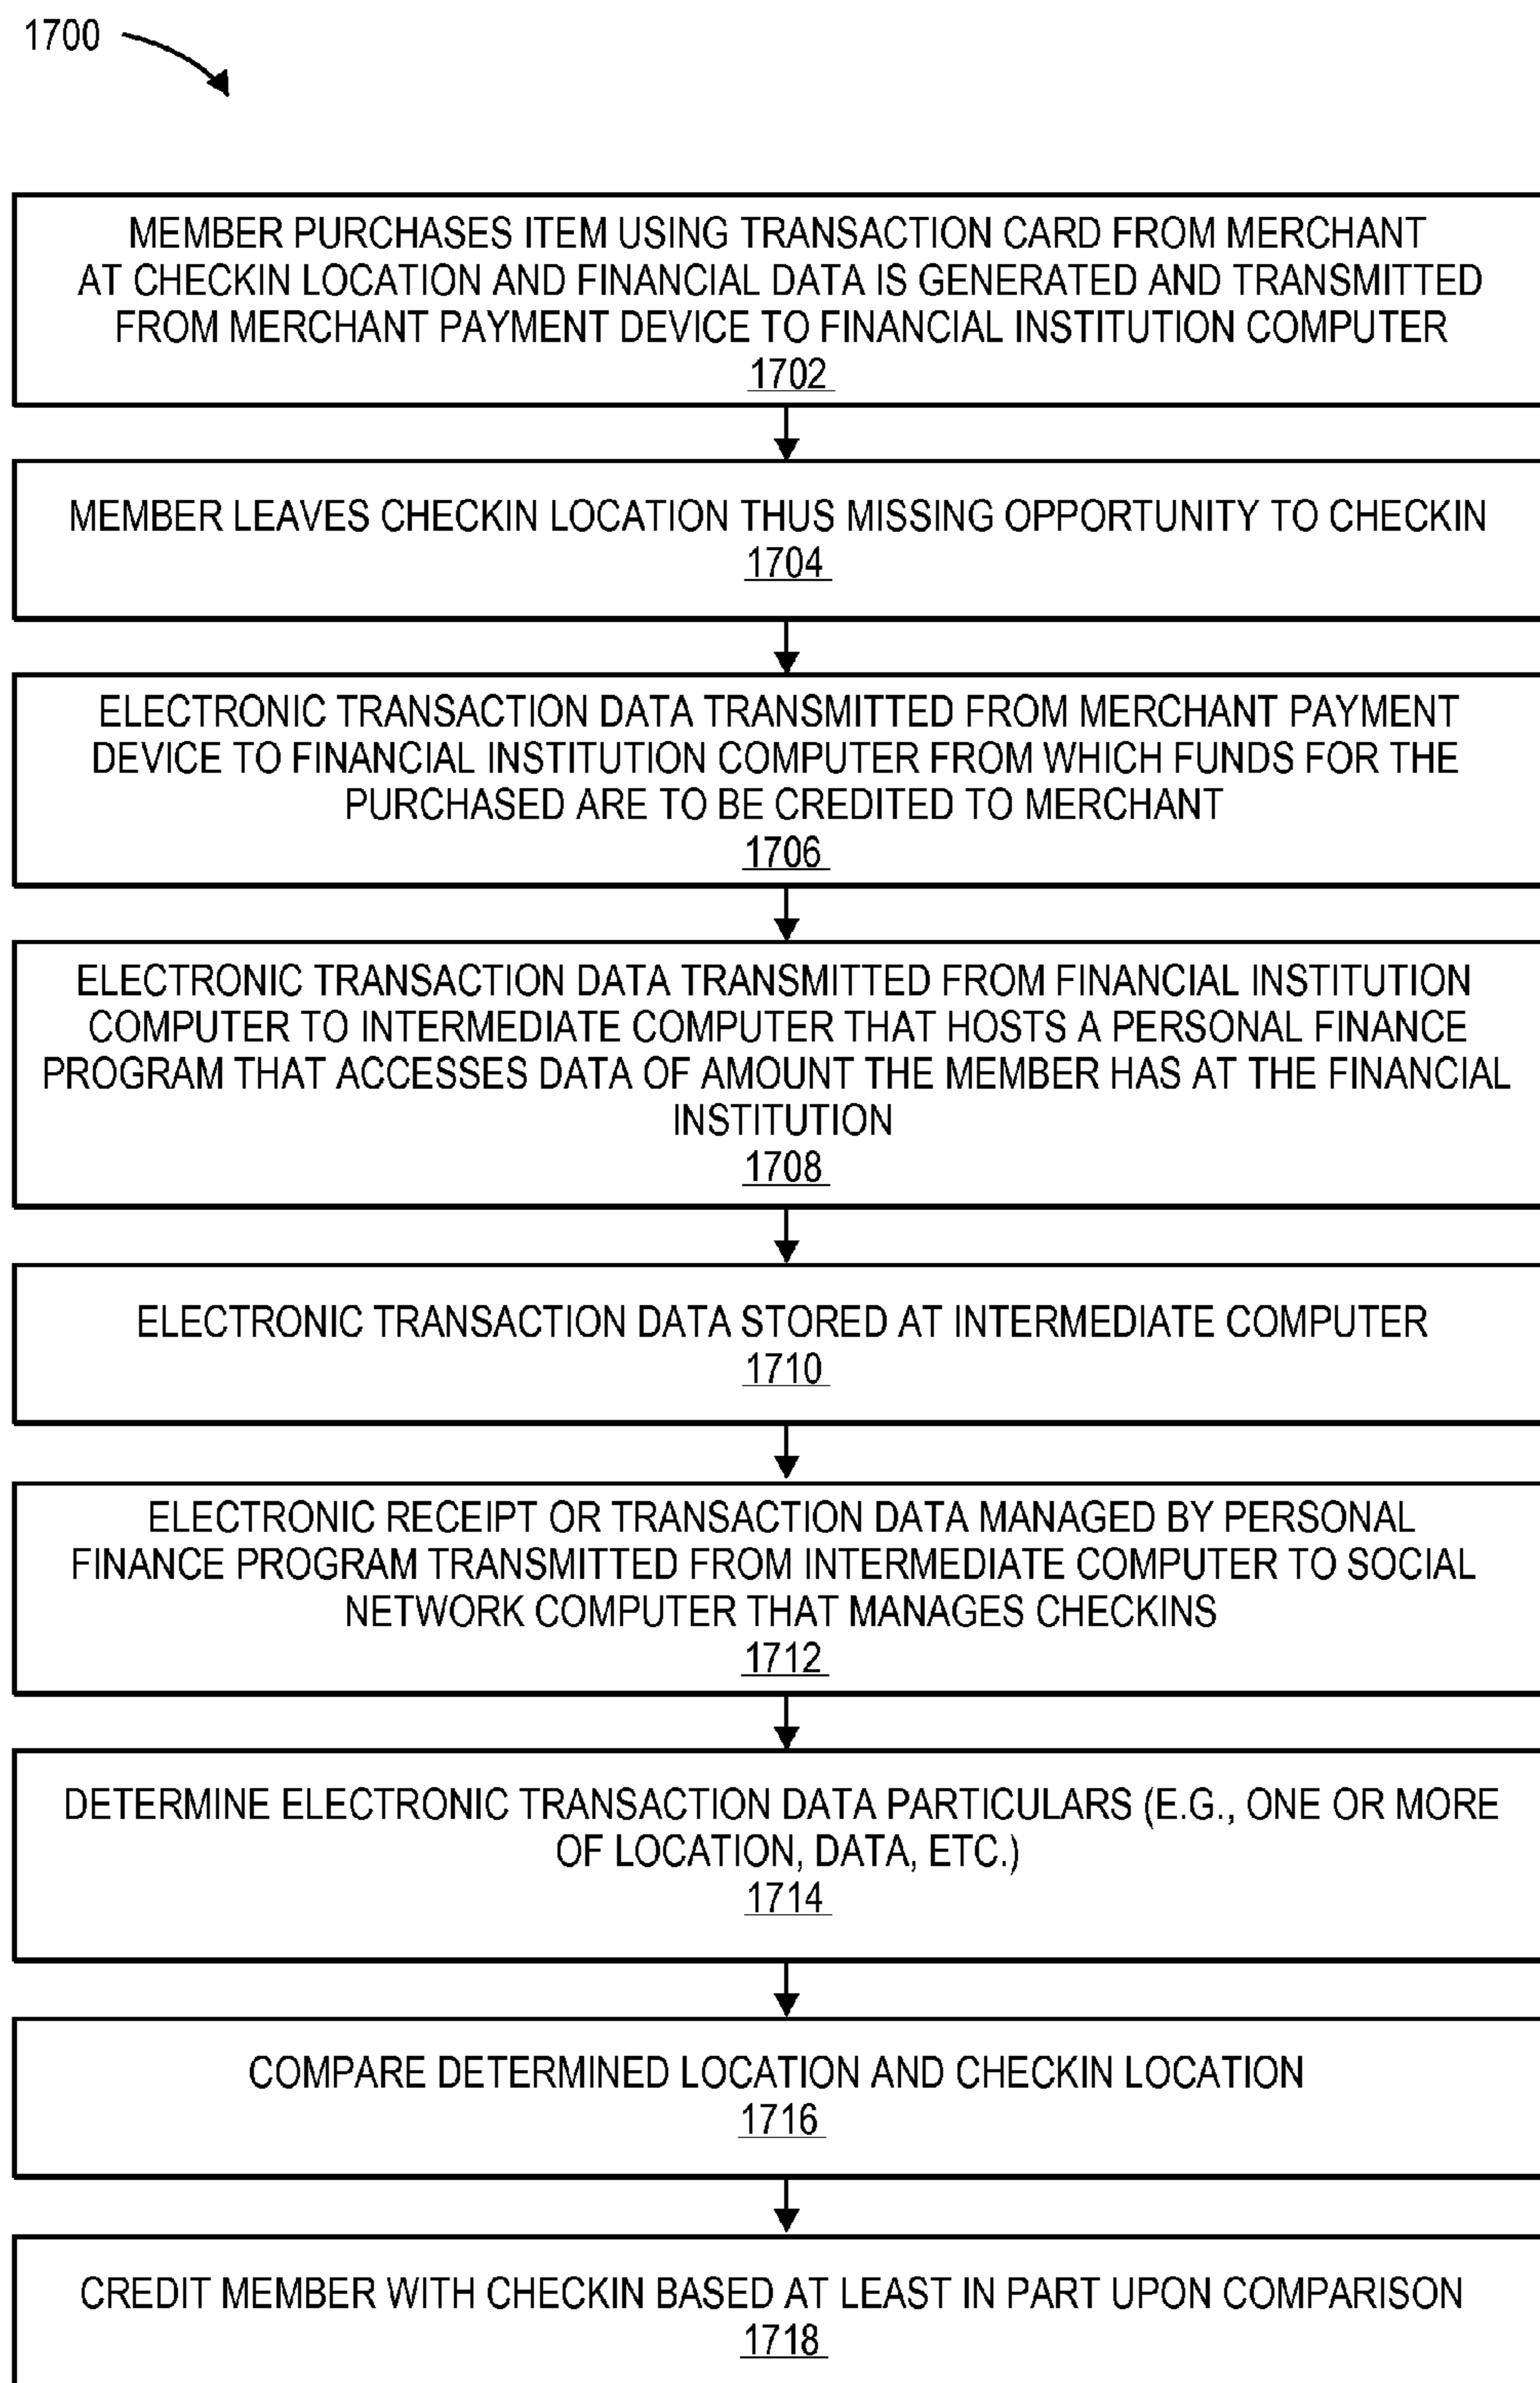 1700
MEMBER PURCHASES ITEM USING TRANSACTION CARD FROM MERCHANT
AT CHECKIN LOCATION AND FINANCIAL DATA IS GENERATED AND TRANSMITTED
FROM MERCHANT PAYMENT DEVICE TO FINANCIAL INSTITUTION COMPUTER
1702
MEMBER LEAVES CHECKIN LOCATION THUS MISSING OPPORTUNITY TO CHECKIN
1704
ELECTRONIC TRANSACTION DATA TRANSMITTED FROM MERCHANT PAYMENT
DEVICE TO FINANCIAL INSTITUTION COMPUTER FROM WHICH FUNDS FOR THE
PURCHASED ARE TO BE CREDITED TO MERCHANT
1706
ELECTRONIC TRANSACTION DATA TRANSMITTED FROM FINANCIAL INSTITUTION
COMPUTER TO INTERMEDIATE COMPUTER THAT HOSTS A PERSONAL FINANCE
PROGRAM THAT ACCESSES DATA OF AMOUNT THE MEMBER HAS AT THE FINANCIAL
INSTITUTION
1708
ELECTRONIC TRANSACTION DATA STORED AT INTERMEDIATE COMPUTER
1710
ELECTRONIC RECEIPT OR TRANSACTION DATA MANAGED BY PERSONAL
FINANCE PROGRAM TRANSMITTED FROM INTERMEDIATE COMPUTER TO SOCIAL
NETWORK COMPUTER THAT MANAGES CHECKINS
1712
DETERMINE ELECTRONIC TRANSACTION DATA PARTICULARS (E.G., ONE OR MORE
OF LOCATION, DATA, ETC.)
1714
COMPARE DETERMINED LOCATION AND CHECKIN LOCATION
1716
CREDIT MEMBER WITH CHECKIN BASED AT LEAST IN PART UPON COMPARISON
1718